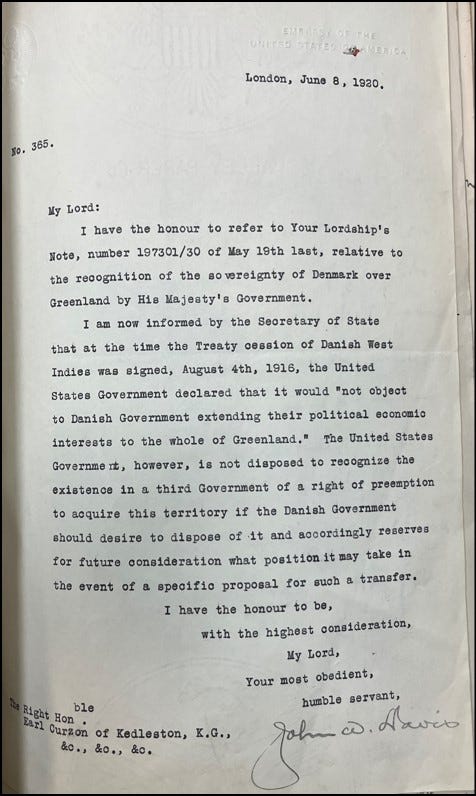 EMBASSY OF THE
UNITED STATES OF AMERICA
London, June 8, 1920.
No. 365.
My Lord:
I have the honour to refer to Your Lordship's
Note, number 197301/30 of May 19th last, relative to
the recognition of the sovereignty of Denmark over
Greenland by His Majesty's Government.
I am now informed by the Secretary of State
that at the time the Treaty cession of Danish West
Indies was signed, August 4th, 1916, the United
States Government declared that it would "not object
to Danish Government extending their political economic
interests to the whole of Greenland." The United States
Government, however, is not disposed to recognize the
existence in a third Government of a right of preemption
to acquire this territory if the Danish Government
should desire to dispose of it and accordingly reserves
for future consideration what position it may take in
the event of a specific proposal for such a transfer.
I have the honour to be,
with the highest consideration,
My Lord,
Your most obedient,
humble servant,
John W. Davis
The Right Honble.
Earl Curzon of Kedleston, K.G.,
&c., &c., &c.